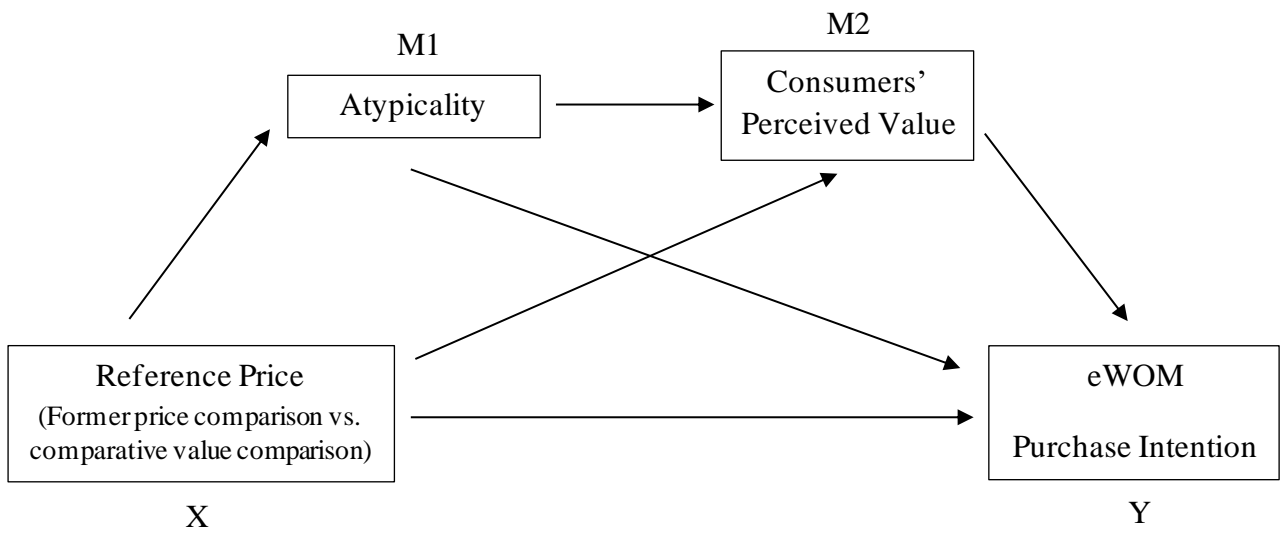 M1
Atypicality
M2
Consumers’
Perceived Value
Reference Price
(Former price comparison vs.
comparative value comparison)
X
eWOM
Purchase Intention
Y